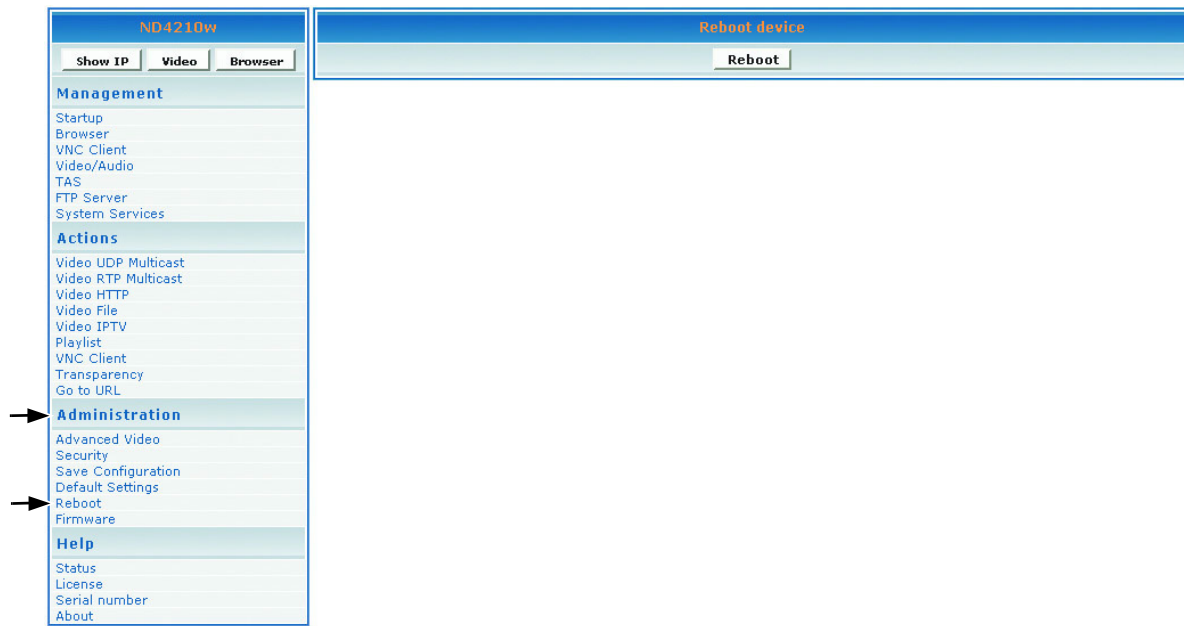 ND4210w
Show IP Video Browser
Management
Startup
Browser
VNC Client
Video/Audio
TAS
FTP Server
System Services
Actions
Video UDP Multicast
Video RTP Multicast
Video HTTP
Video File
Video IPTV
Playlist
VNC Client
Transparency
Go to URL
Administration
Advanced Video
Security
Save Configuration
Default Settings
Reboot
Firmware
Help
Status
License
Serial number
About
Reboot device
Reboot